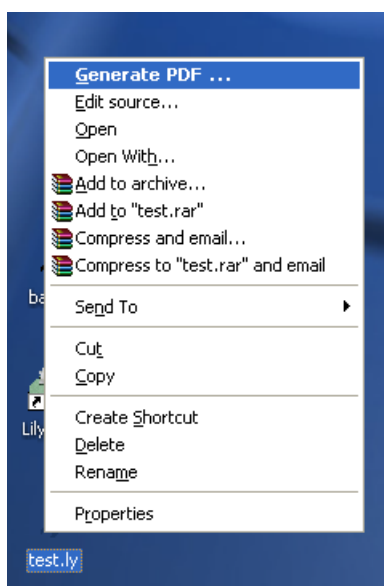 Generate PDF ...
Edit source...
Open
Open With...
Add to archive...
Add to "test.rar"
Compress and email...
Compress to "test.rar" and email
Send To
Cut
Copy
Create Shortcut
Delete
Rename
Properties
test.ly